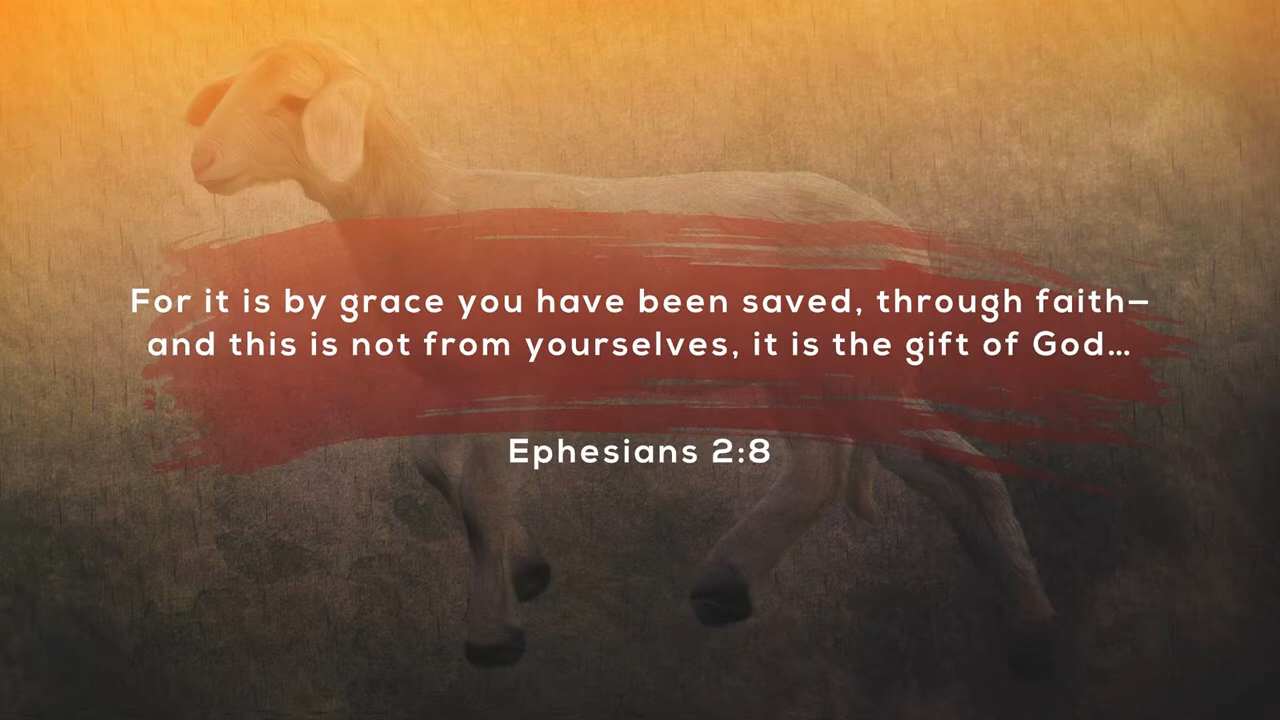 For it is by grace you have been saved, through faith—
and this is not from yourselves, it is the gift of God...
Ephesians 2:8